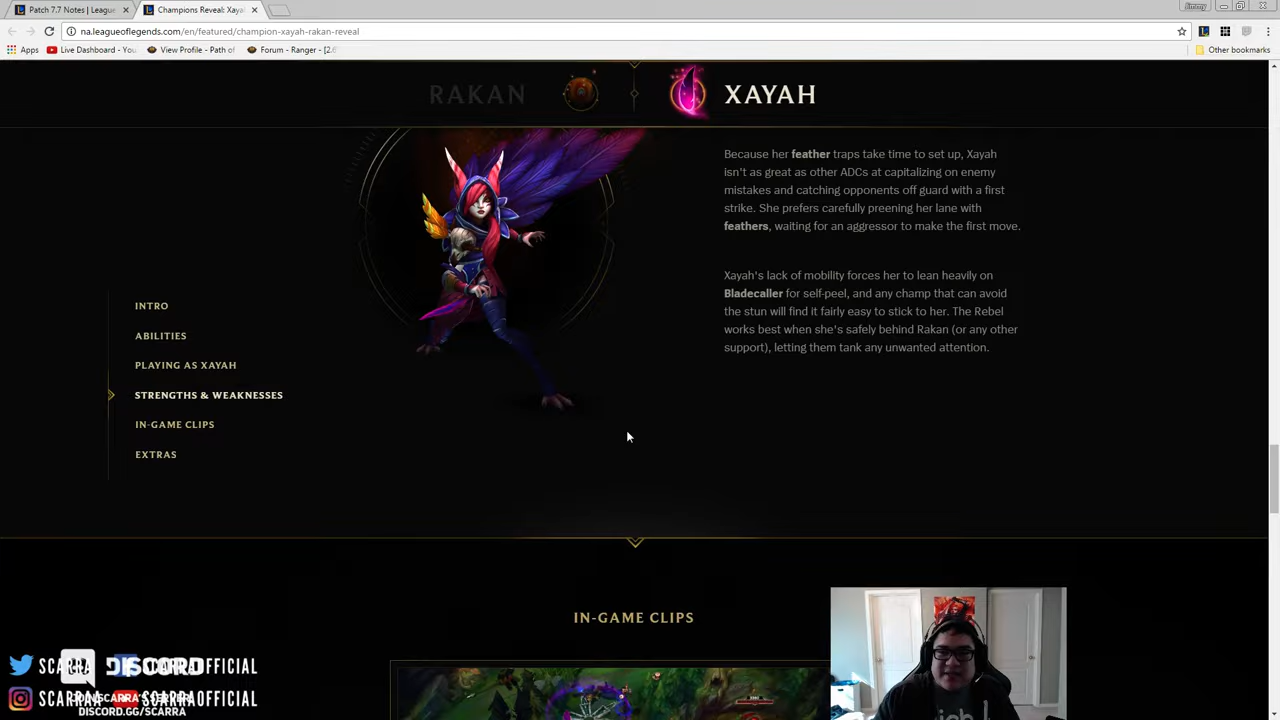 Patch 7.7 Notes | Leagu
Champions Reveal: Xaya
Jimmy
na.leagueoflegends.com/en/featured/champion-xayah-rakan-reveal
Apps
Live Dashboard - You
View Profile - Path of
Forum - Ranger - [2.6
Other bookmarks
RAKAN
XAYAH
Because her feather traps take time to set up, Xayah
isn't as great as other ADCs at capitalizing on enemy
mistakes and catching opponents off guard with a first
strike. She prefers carefully preening her lane with
feathers, waiting for an aggressor to make the first move.
Xayah's lack of mobility forces her to lean heavily on
Bladecaller for self-peel, and any champ that can avoid
the stun will find it fairly easy to stick to her. The Rebel
works best when she's safely behind Rakan (or any other
support), letting them tank any unwanted attention.
INTRO
ABILITIES
PLAYING AS XAYAH
STRENGTHS & WEAKNESSES
IN-GAME CLIPS
EXTRAS
IN-GAME CLIPS
DISCORD
DISCORD.GG/SCARRA